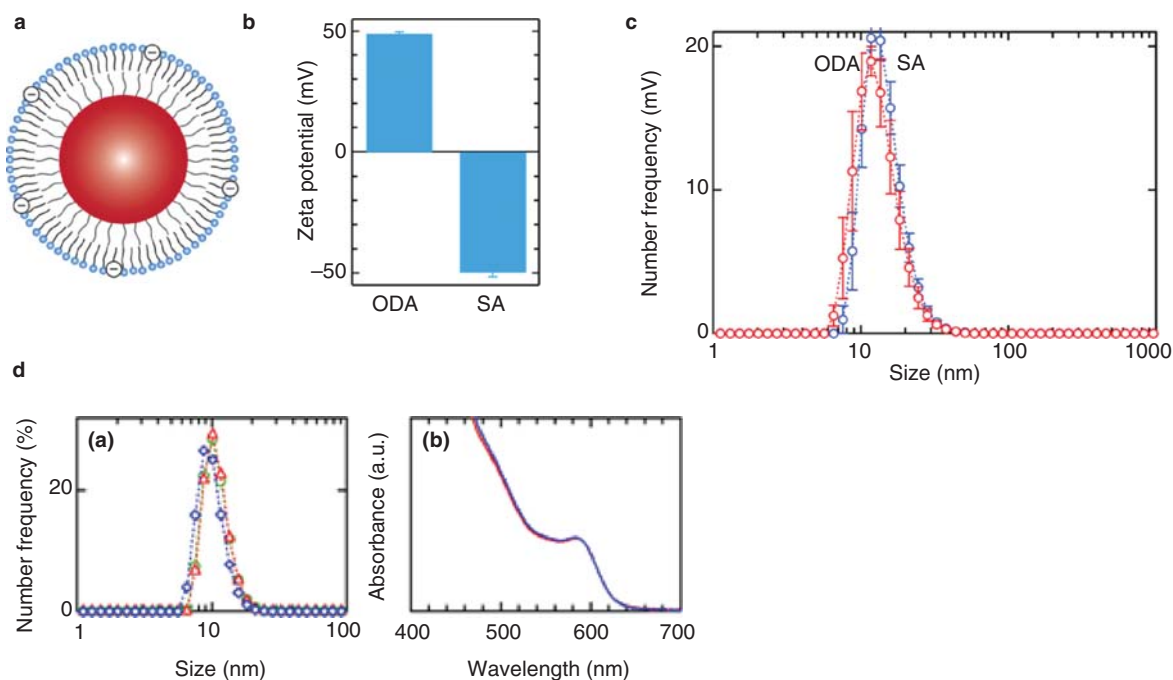 a
b
c
50
0
−50
Zeta potential (mV)
ODA
SA
20
10
0
Number frequency (mV)
ODA
SA
1
10
100
1000
Size (nm)
d
(a)
20
0
Number frequency (%)
1
10
100
Size (nm)
(b)
Absorbance (a.u.)
400
500
600
700
Wavelength (nm)